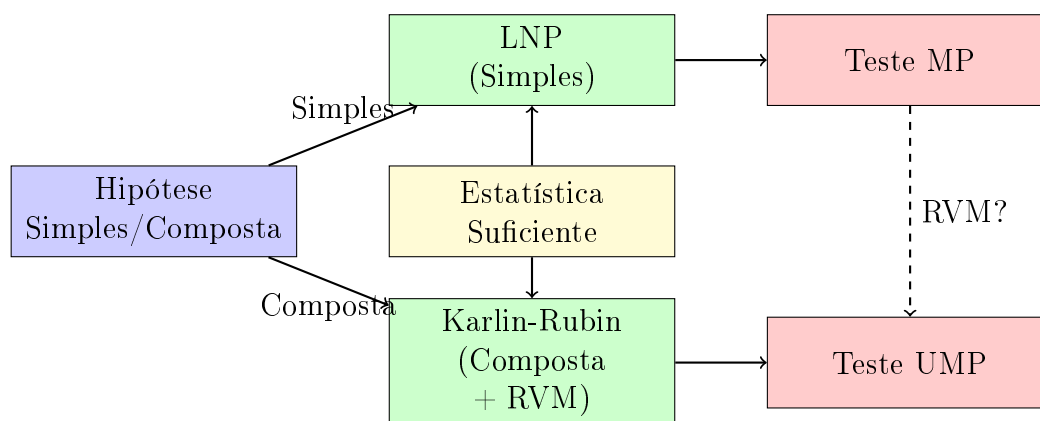 LNP
(Simples)
Teste MP
Simples
Hipótese
Simples/Composta
Estatística
Suficiente
RVM?
Composta
Karlin-Rubin
(Composta
+ RVM)
Teste UMP